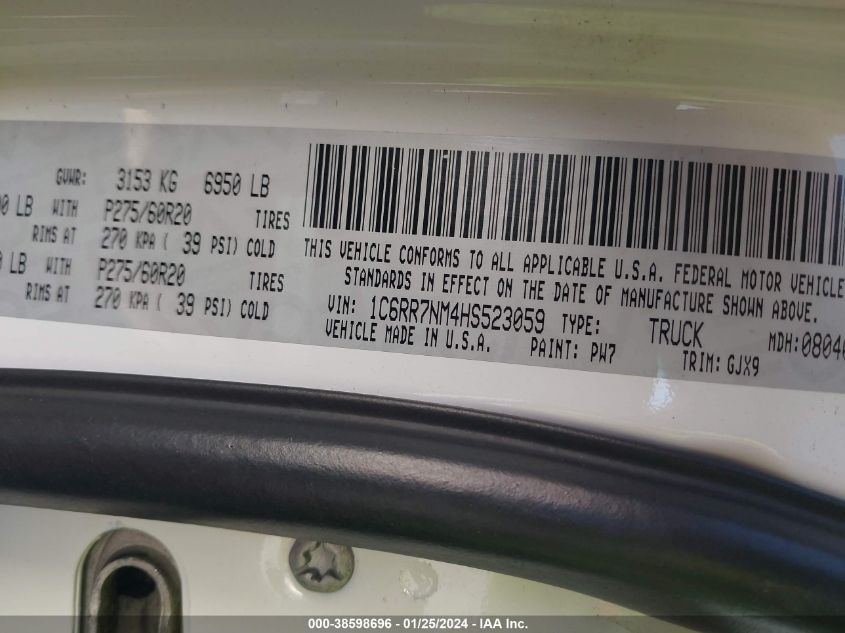 GVWR: 3153 KG 6950 LB
00 LB WITH P275/60R20 TIRES
RIMS AT 270 KPA ( 39 PSI) COLD
0 LB WITH P275/60R20 TIRES
RIMS AT 270 KPA ( 39 PSI) COLD
THIS VEHICLE CONFORMS TO ALL APPLICABLE U.S.A. FEDERAL MOTOR VEHICLE
STANDARDS IN EFFECT ON THE DATE OF MANUFACTURE SHOWN ABOVE.
VIN: 1C6RR7NM4HS523059 TYPE: TRUCK MDH:08040
VEHICLE MADE IN U.S.A. PAINT: PW7 TRIM: GJX9
000-38598696 - 01/25/2024 - IAA Inc.